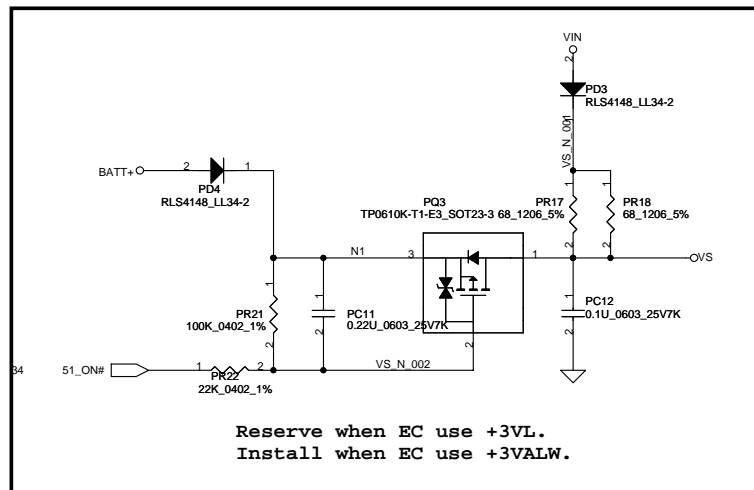 VIN
2
PD3
RLS4148_LL34-2
1
VS_N_001
BATT+
2
1
PD4
RLS4148_LL34-2
PQ3
TP0610K-T1-E3_SOT23-3
PR17
68_1206_5%
1
2
1
2
PR18
68_1206_5%
N1
3
1
VS
1
PR21
100K_0402_1%
2
1
PC11
0.22U_0603_25V7K
2
2
1
PC12
0.1U_0603_25V7K
2
34
51_ON#
1
2
PR22
22K_0402_1%
VS_N_002
Reserve when EC use +3VL.
Install when EC use +3VALW.